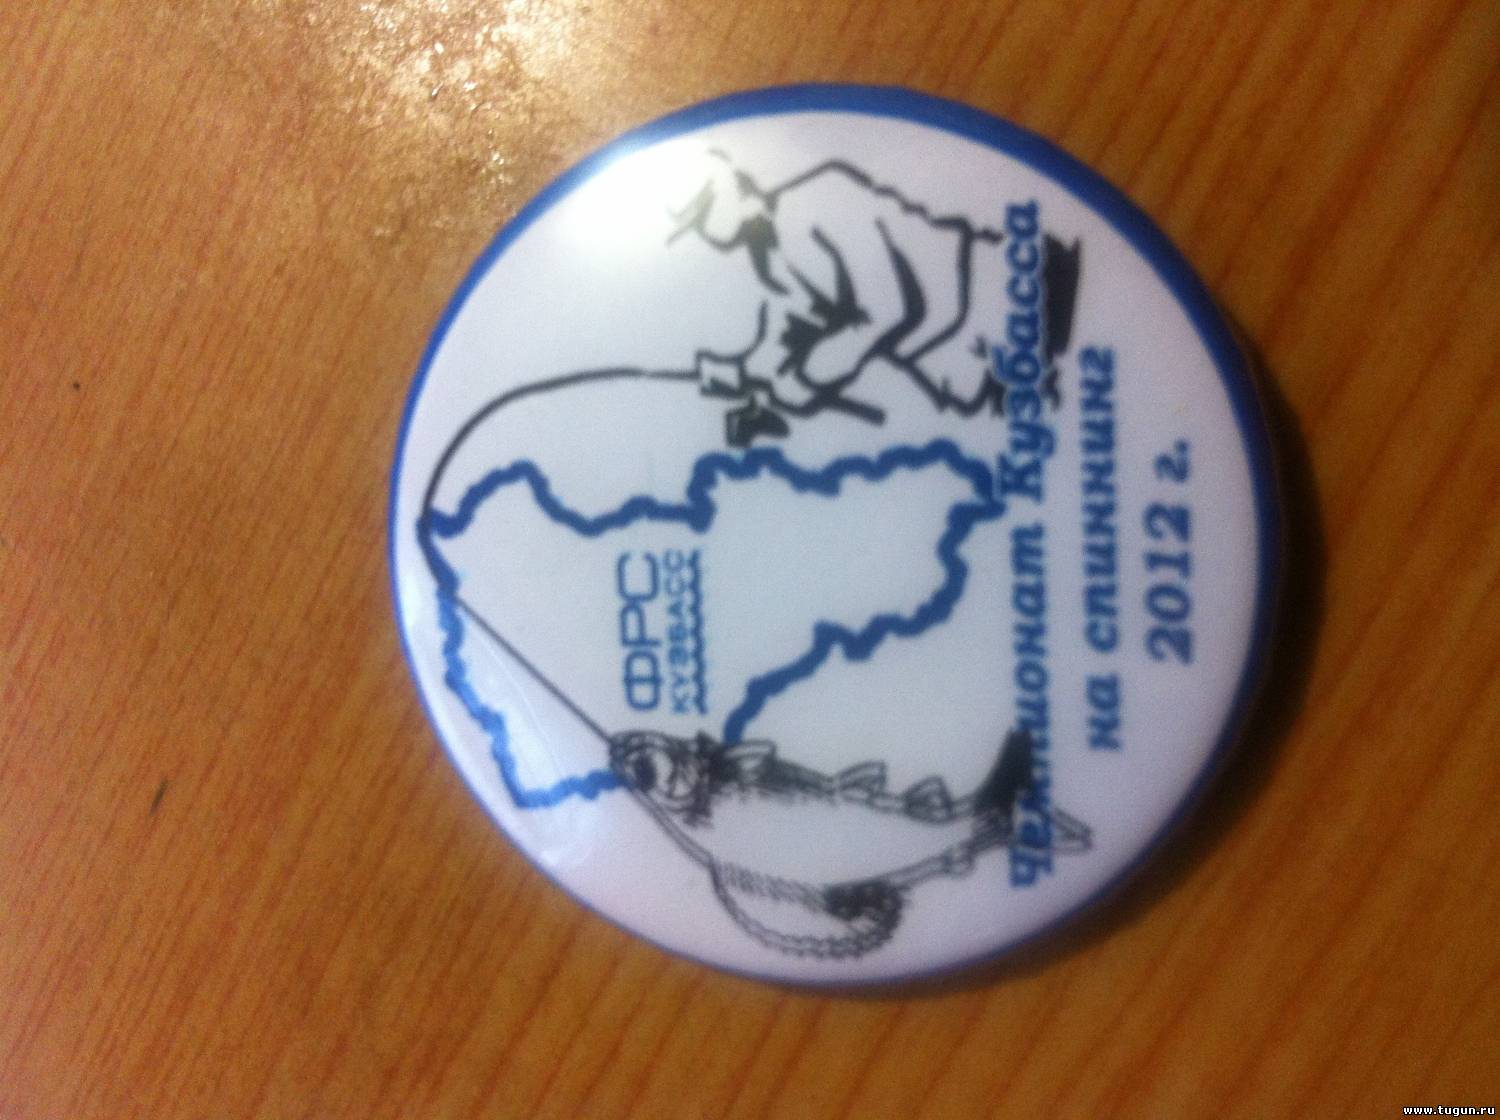 ФРС
КУЗБАСС
Чемпионат Кузбасса
на спиннинг
2012 г.
www.tugun.ru